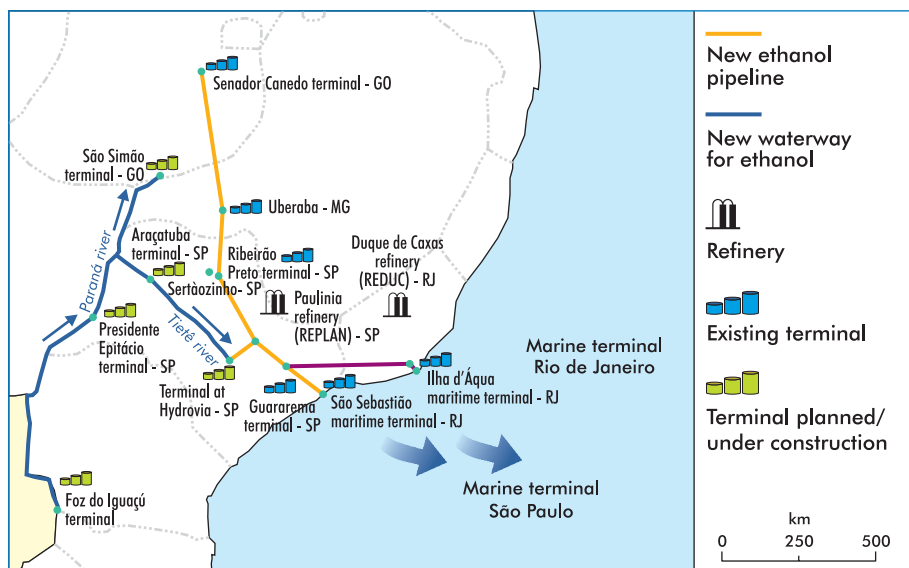 Senador Canedo terminal - GO
São Simão
terminal - GO
Uberaba - MG
Paraná river
Araçatuba
terminal - SP
Ribeirão
Preto terminal - SP
Duque de Caxas
refinery
(REDUC) - RJ
Sertàozinho- SP
Tietê river
Paulinia
refinery
(REPLAN) - SP
Presidente
Epitácio
terminal - SP
Terminal at
Hydrovia - SP
Guararema
terminal - SP
São Sebastião
maritime terminal - RJ
Ilha d'Áqua
maritime terminal - RJ
Marine terminal
Rio de Janeiro
Marine terminal
São Paulo
Foz do Iguaçú
terminal
New ethanol
pipeline
New waterway
for ethanol
Refinery
Existing terminal
Terminal planned/
under construction
km
0 250 500